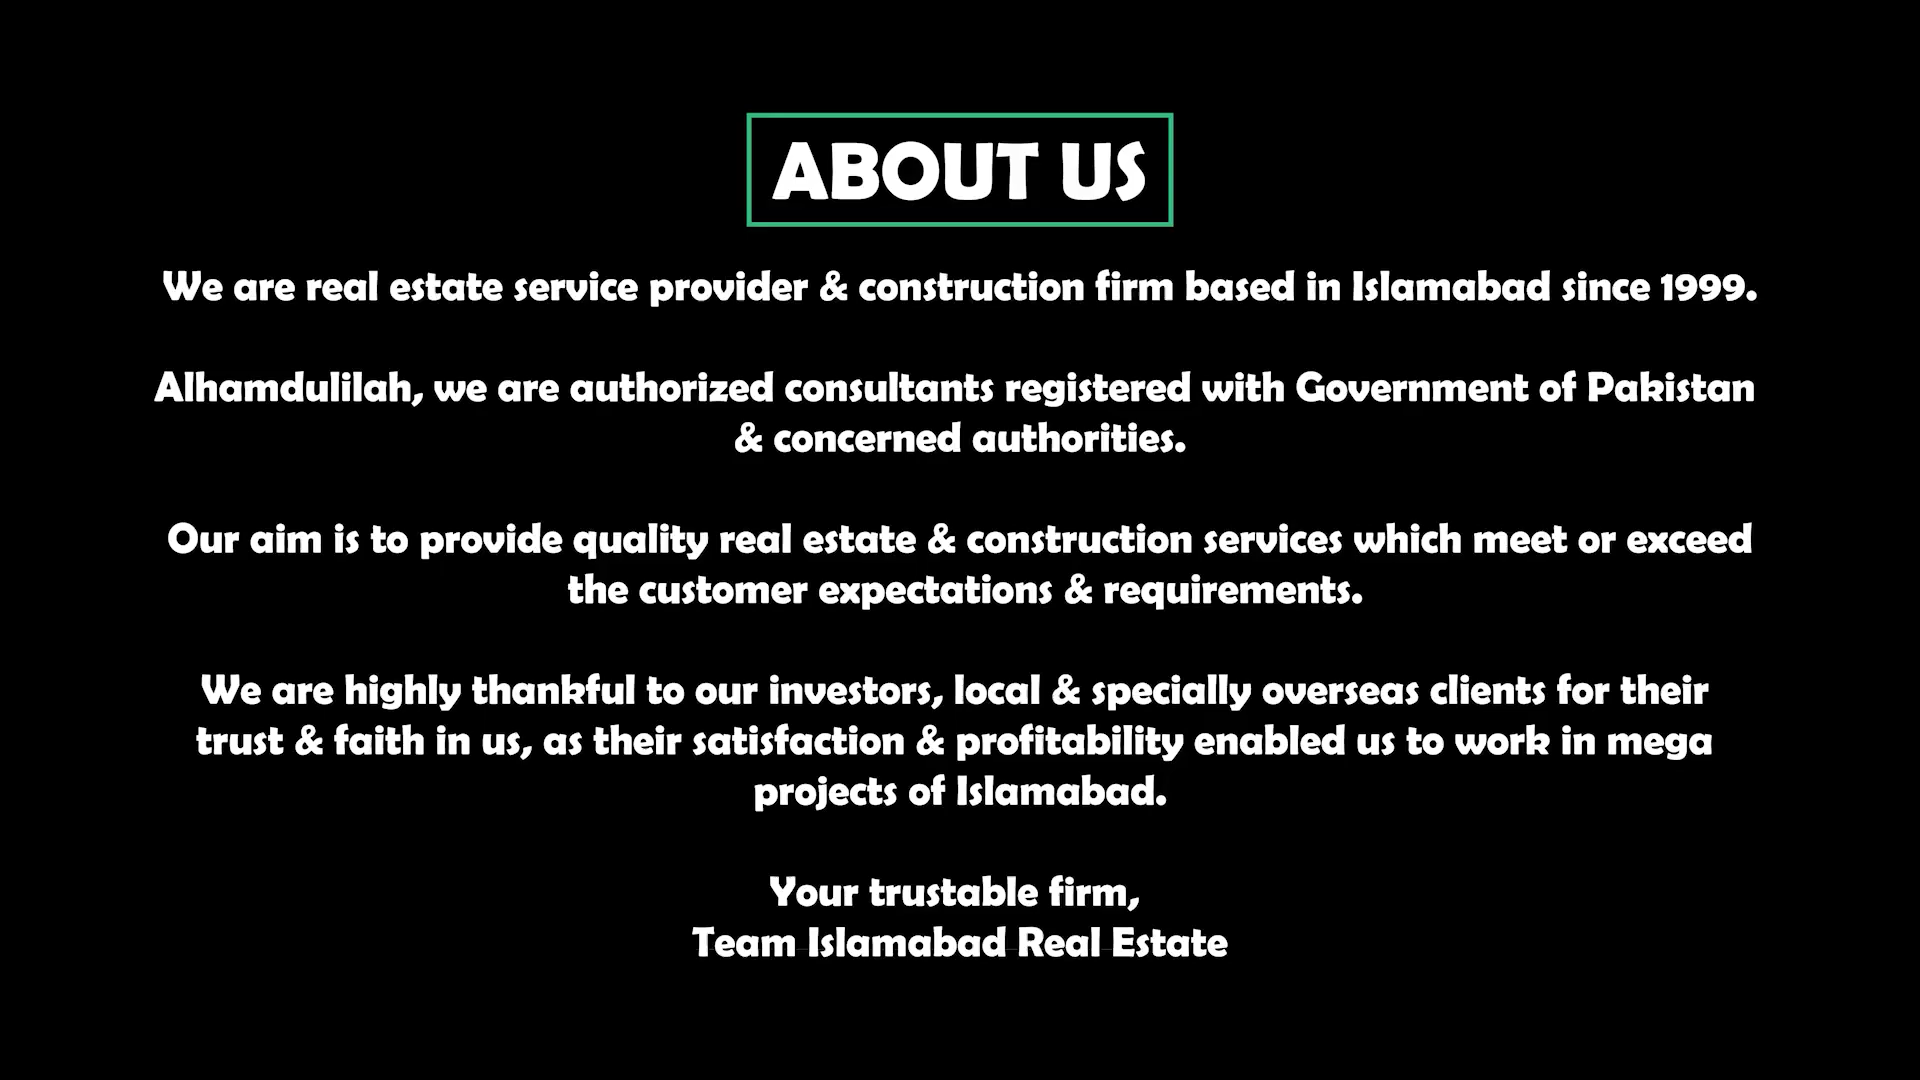 ABOUT US
We are real estate service provider & construction firm based in Islamabad since 1999.
Alhamdulilah, we are authorized consultants registered with Government of Pakistan
& concerned authorities.
Our aim is to provide quality real estate & construction services which meet or exceed
the customer expectations & requirements.
We are highly thankful to our investors, local & specially overseas clients for their
trust & faith in us, as their satisfaction & profitability enabled us to work in mega
projects of Islamabad.
Your trustable firm,
Team Islamabad Real Estate